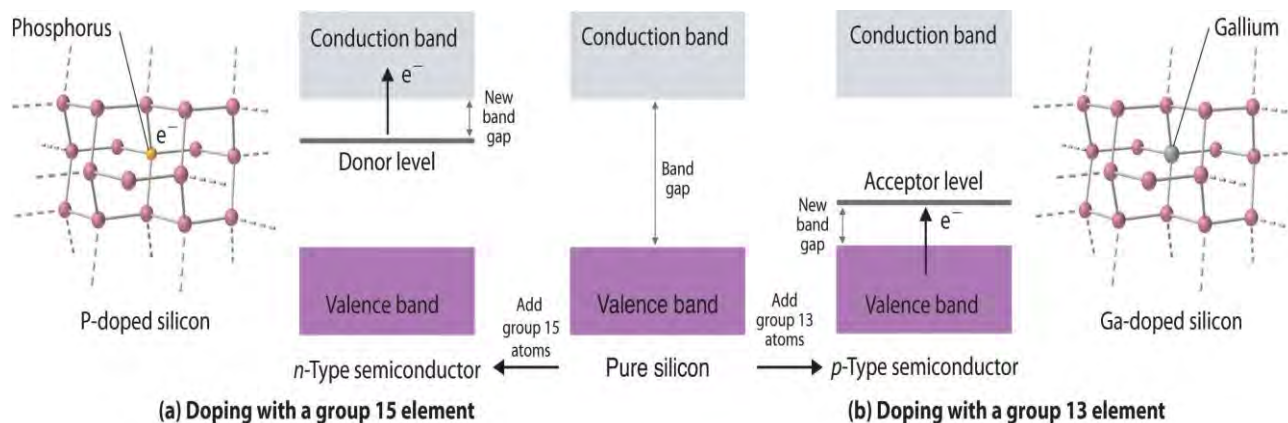 Phosphorus
e⁻
P-doped silicon
Conduction band
e⁻
New
band
gap
Donor level
Valence band
n-Type semiconductor
Add
group 15
atoms
(a) Doping with a group 15 element
Conduction band
Band
gap
Valence band
Pure silicon
Add
group 13
atoms
Conduction band
Acceptor level
New
band
gap
e⁻
Valence band
p-Type semiconductor
Gallium
Ga-doped silicon
(b) Doping with a group 13 element